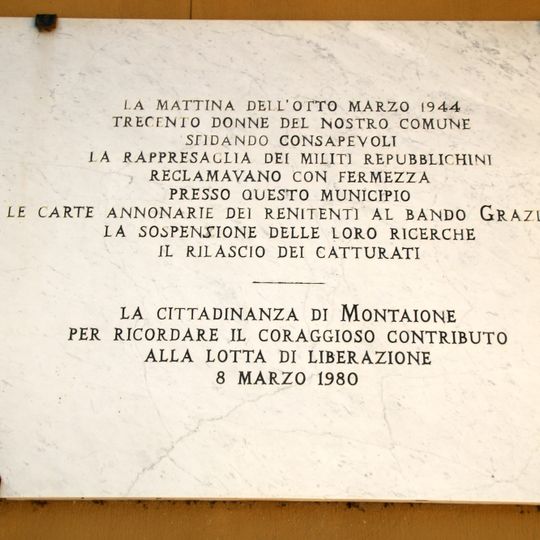 LA MATTINA DELL'OTTO MARZO 1944
TRECENTO DONNE DEL NOSTRO COMUNE
SFIDANDO CONSAPEVOLI
LA RAPPRESAGLIA DEI MILITI REPUBBLICHINI
RECLAMAVANO CON FERMEZZA
PRESSO QUESTO MUNICIPIO
LE CARTE ANNONARIE DEI RENITENTI AL BANDO GRAZI
LA SOSPENSIONE DELLE LORO RICERCHE
IL RILASCIO DEI CATTURATI
LA CITTADINANZA DI MONTAIONE
PER RICORDARE IL CORAGGIOSO CONTRIBUTO
ALLA LOTTA DI LIBERAZIONE
8 MARZO 1980